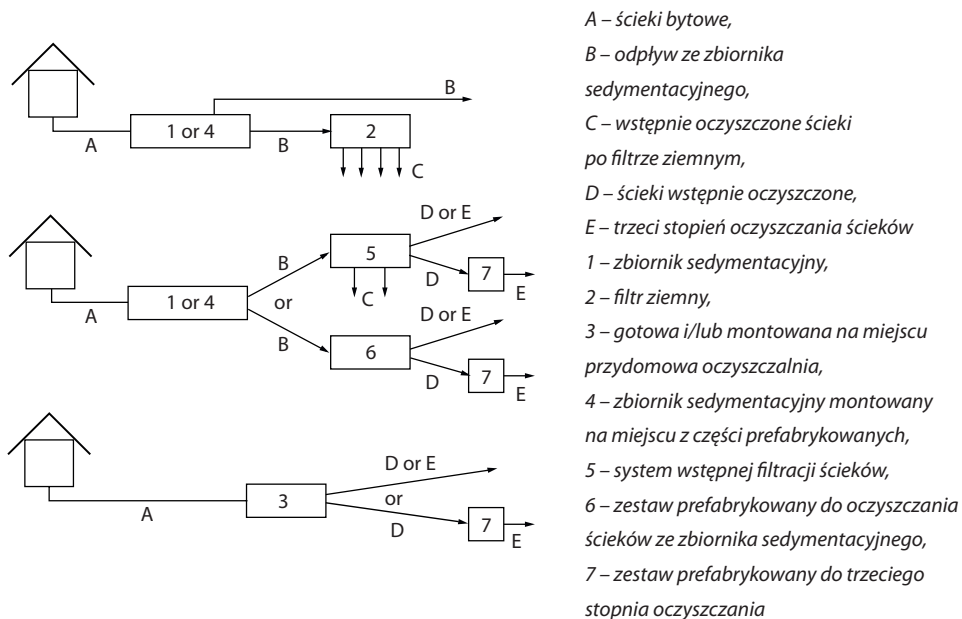 A
1 or 4
B
B
2
C
A
1 or 4
B
or
B
5
C
D or E
D
7
E
6
D or E
D
7
E
A
3
D or E
or
D
7
E
A – ścieki bytowe,
B – odpływ ze zbiornika
sedymentacyjnego,
C – wstępnie oczyszczone ścieki
po filtrze ziemnym,
D – ścieki wstępnie oczyszczone,
E – trzeci stopień oczyszczania ścieków
1 – zbiornik sedymentacyjny,
2 – filtr ziemny,
3 – gotowa i/lub montowana na miejscu
przydomowa oczyszczalnia,
4 – zbiornik sedymentacyjny montowany
na miejscu z części prefabrykowanych,
5 – system wstępnej filtracji ścieków,
6 – zestaw prefabrykowany do oczyszczania
ścieków ze zbiornika sedymentacyjnego,
7 – zestaw prefabrykowany do trzeciego
stopnia oczyszczania